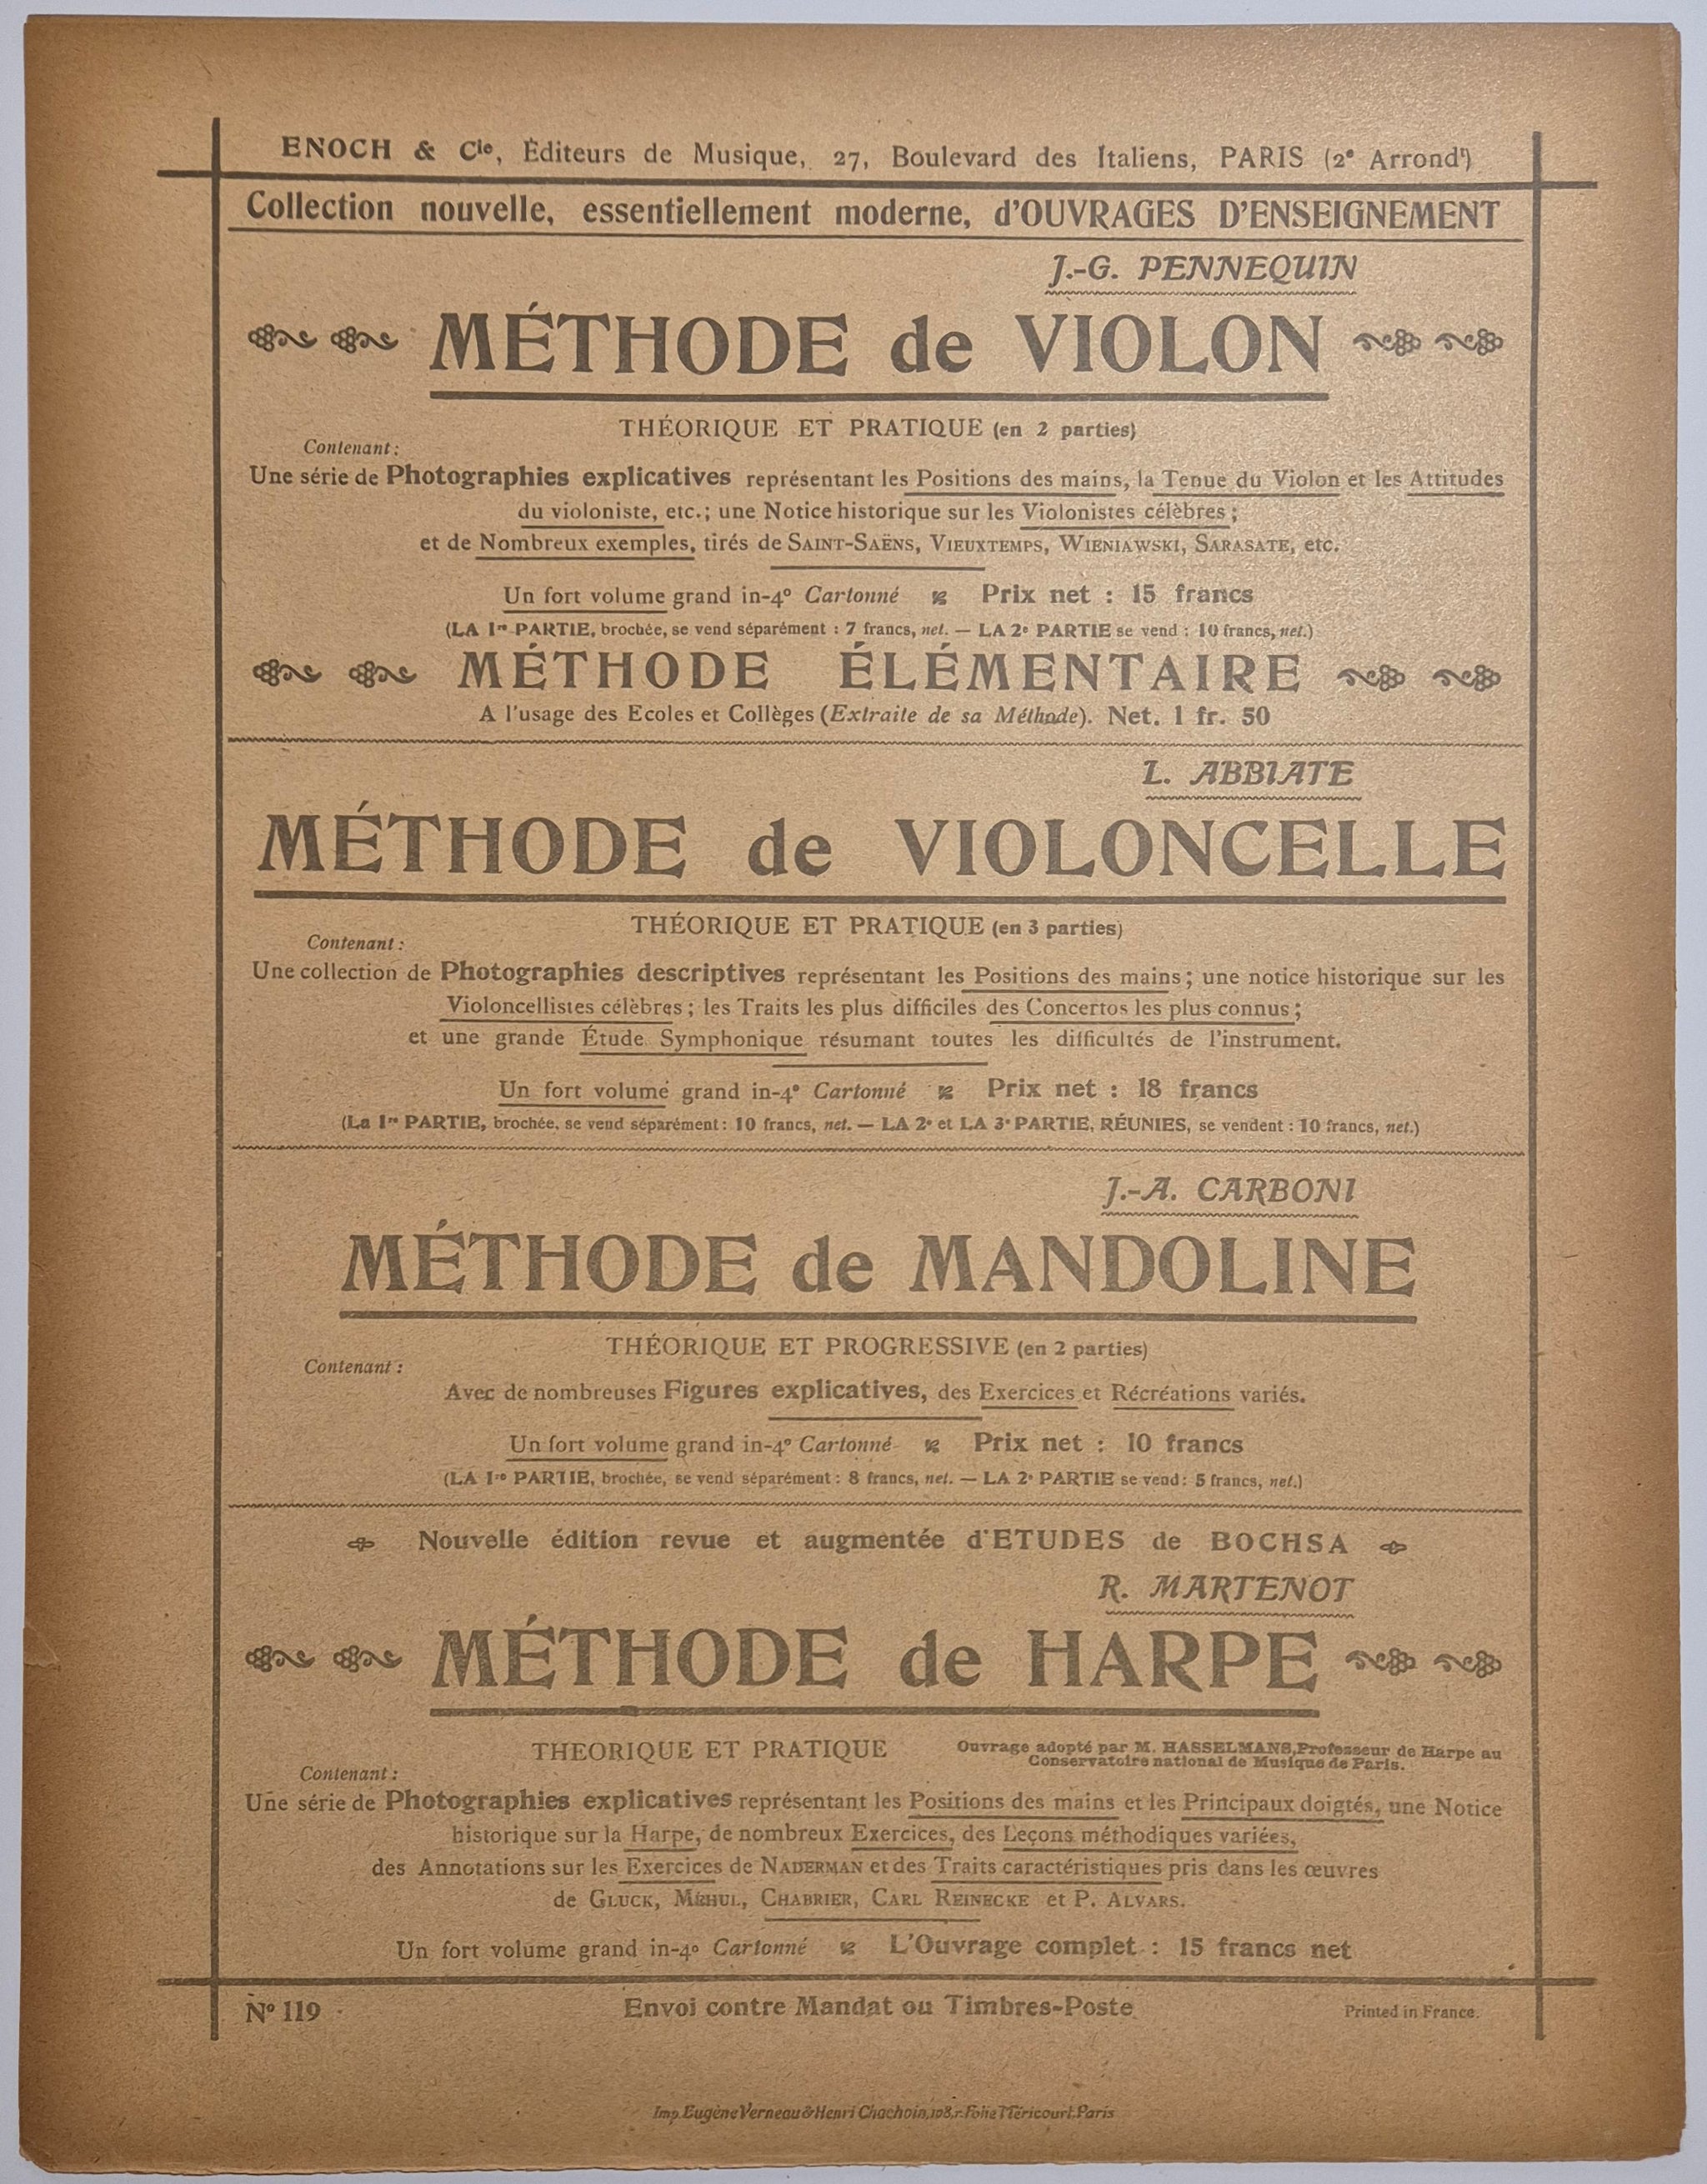 ENOCH & Cie, Éditeurs de Musique, 27, Boulevard des Italiens, PARIS (2e Arrondt)
Collection nouvelle, essentiellement moderne, d'OUVRAGES D'ENSEIGNEMENT
J.-G. PENNEQUIN
MÉTHODE de VIOLON
THÉORIQUE ET PRATIQUE (en 2 parties)
Contenant :
Une série de Photographies explicatives représentant les Positions des mains, la Tenue du Violon et les Attitudes
du violoniste, etc.; une Notice historique sur les Violonistes célèbres ;
et de Nombreux exemples, tirés de SAINT-SAËNS, VIEUXTEMPS, WIENIAWSKI, SARASATE, etc.
Un fort volume grand in-4º Cartonné Prix net : 15 francs
(LA 1re PARTIE, brochée, se vend séparément : 7 francs, net. — LA 2e PARTIE se vend : 10 francs, net.)
MÉTHODE ÉLÉMENTAIRE
A l'usage des Ecoles et Collèges (Extraite de sa Méthode). Net. 1 fr. 50
L. ABBIATE
MÉTHODE de VIOLONCELLE
THÉORIQUE ET PRATIQUE (en 3 parties)
Contenant :
Une collection de Photographies descriptives représentant les Positions des mains ; une notice historique sur les
Violoncellistes célèbres ; les Traits les plus difficiles des Concertos les plus connus ;
et une grande Étude Symphonique résumant toutes les difficultés de l'instrument.
Un fort volume grand in-4º Cartonné Prix net : 18 francs
(La 1re PARTIE, brochée, se vend séparément : 10 francs, net. — LA 2e et LA 3e PARTIE, RÉUNIES, se vendent : 10 francs, net.)
J.-A. CARBONI
MÉTHODE de MANDOLINE
THÉORIQUE ET PROGRESSIVE (en 2 parties)
Contenant :
Avec de nombreuses Figures explicatives, des Exercices et Récréations variés.
Un fort volume grand in-4º Cartonné Prix net : 10 francs
(LA 1re PARTIE, brochée, se vend séparément : 8 francs, net. — LA 2e PARTIE se vend : 5 francs, net.)
Nouvelle édition revue et augmentée d'ETUDES de BOCHSA
R. MARTENOT
MÉTHODE de HARPE
THEORIQUE ET PRATIQUE
Ouvrage adopté par M. HASSELMANS, Professeur de Harpe au
Conservatoire national de Musique de Paris.
Contenant :
Une série de Photographies explicatives représentant les Positions des mains et les Principaux doigtés, une Notice
historique sur la Harpe, de nombreux Exercices, des Leçons méthodiques variées,
des Annotations sur les Exercices de NADERMAN et des Traits caractéristiques pris dans les œuvres
de GLUCK, MÉHUL, CHABRIER, CARL REINECKE et P. ALVARS.
Un fort volume grand in-4º Cartonné L'Ouvrage complet : 15 francs net
Nº 119 Envoi contre Mandat ou Timbres-Poste Printed in France.
Imp. Eugène Verneau & Henri Chachoin, 108, r. Folie Méricourt, Paris